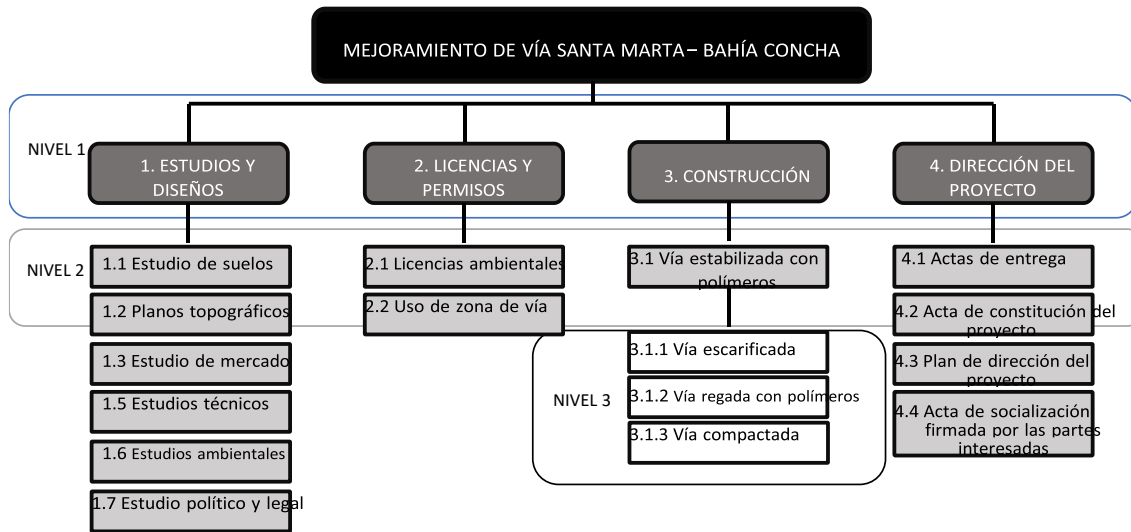 MEJORAMIENTO DE VÍA SANTA MARTA – BAHÍA CONCHA
NIVEL 1
1. ESTUDIOS Y
DISEÑOS
2. LICENCIAS Y
PERMISOS
3. CONSTRUCCIÓN
4. DIRECCIÓN DEL
PROYECTO
NIVEL 2
1.1 Estudio de suelos
1.2 Planos topográficos
1.3 Estudio de mercado
1.5 Estudios técnicos
1.6 Estudios ambientales
1.7 Estudio político y legal
2.1 Licencias ambientales
2.2 Uso de zona de vía
3.1 Vía estabilizada con
polímeros
NIVEL 3
3.1.1 Vía escarificada
3.1.2 Vía regada con polímeros
3.1.3 Vía compactada
4.1 Actas de entrega
4.2 Acta de constitución del
proyecto
4.3 Plan de dirección del
proyecto
4.4 Acta de socialización
firmada por las partes
interesadas